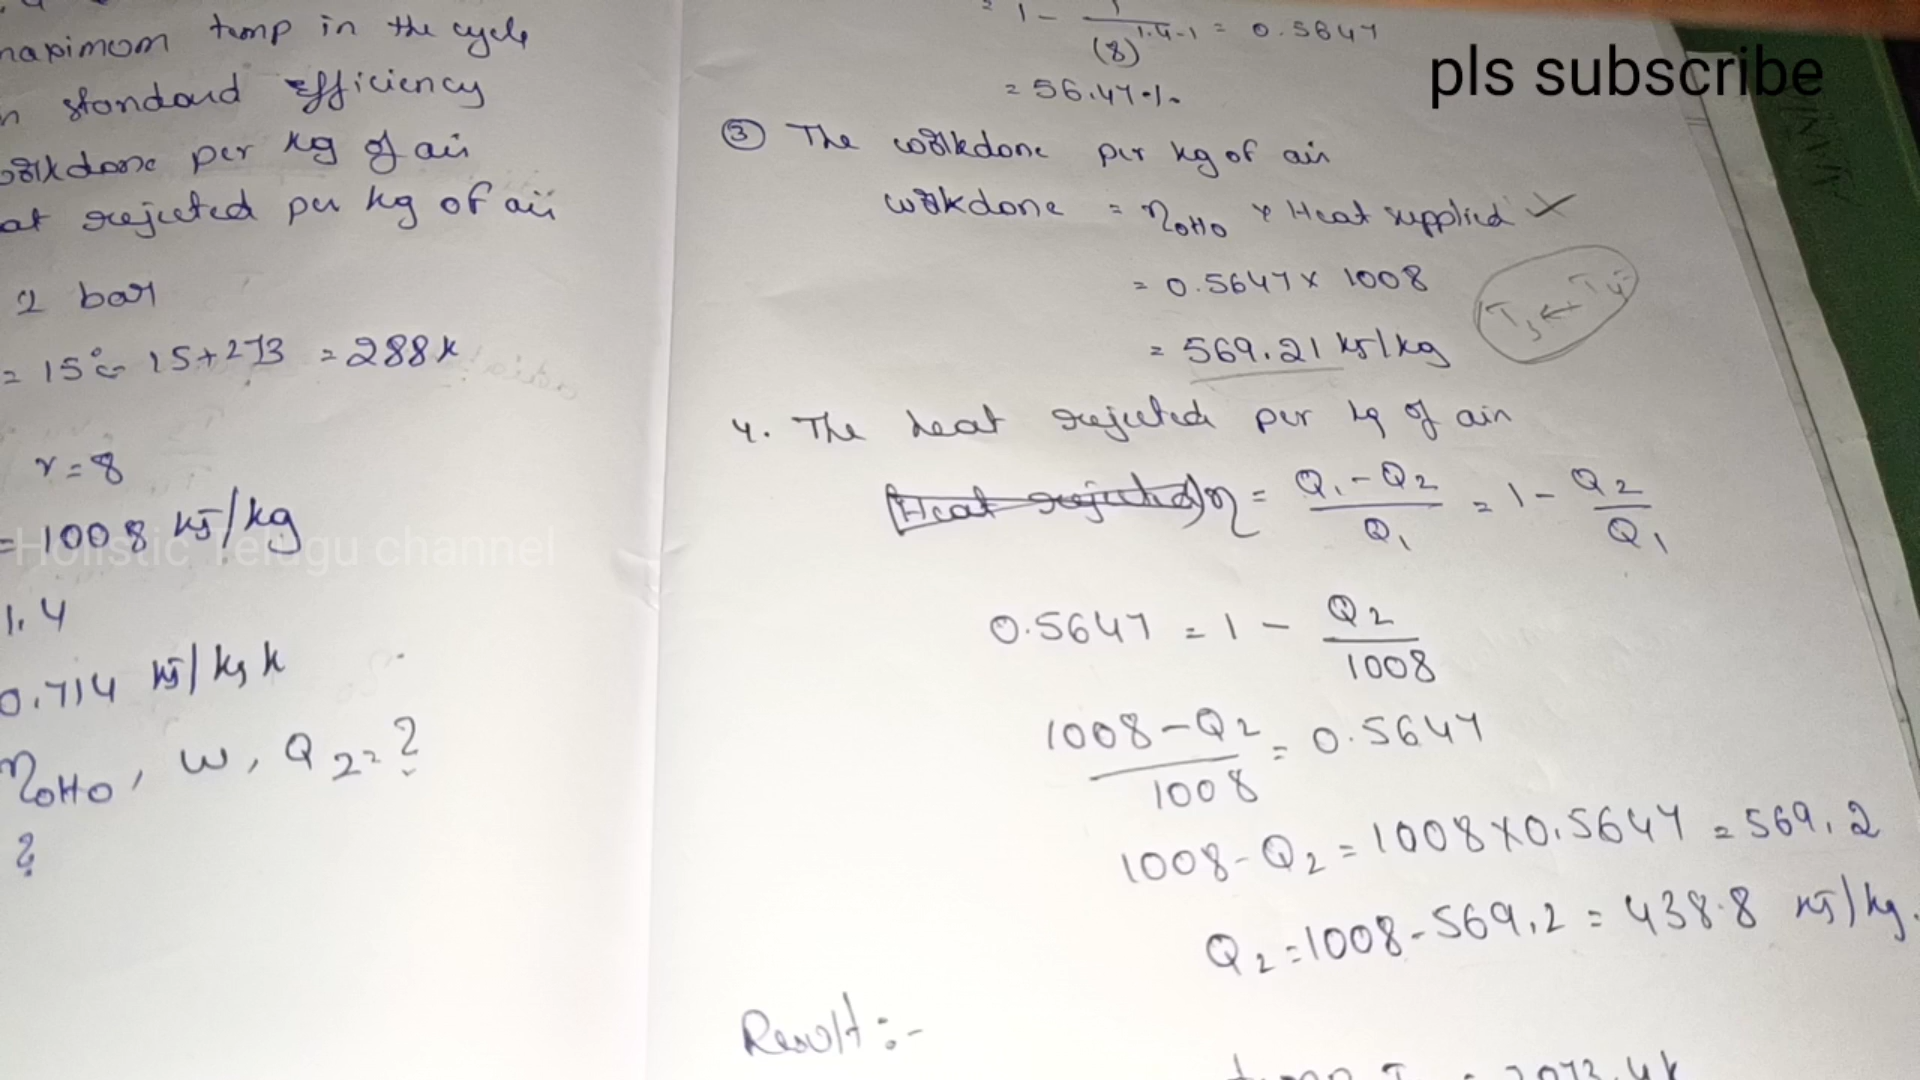 maximum temp in the cycle
standard Efficiency
workdone per kg of air
at rejected per kg of air
2 bar
= 15°c = 15+273 = 288k
r = 8
= 1008 kJ/kg
Holistic Telugu channel
1.4
0.714 kJ/kg k
ηotto, w, Q2 = ?
?
= 1 - 1/(8)^1.4-1 = 0.5647
= 56.47%
pls subscribe
③ The workdone per kg of air
workdone = ηotto × Heat supplied
= 0.5647 × 1008
T3 ← T4
= 569.21 kJ/kg
4. The heat rejected per kg of air
Heat rejected η = Q1-Q2/Q1 = 1 - Q2/Q1
0.5647 = 1 - Q2/1008
1008-Q2/1008 = 0.5647
1008-Q2 = 1008×0.5647 = 569.2
Q2 = 1008-569.2 = 438.8 kJ/kg.
Result :-